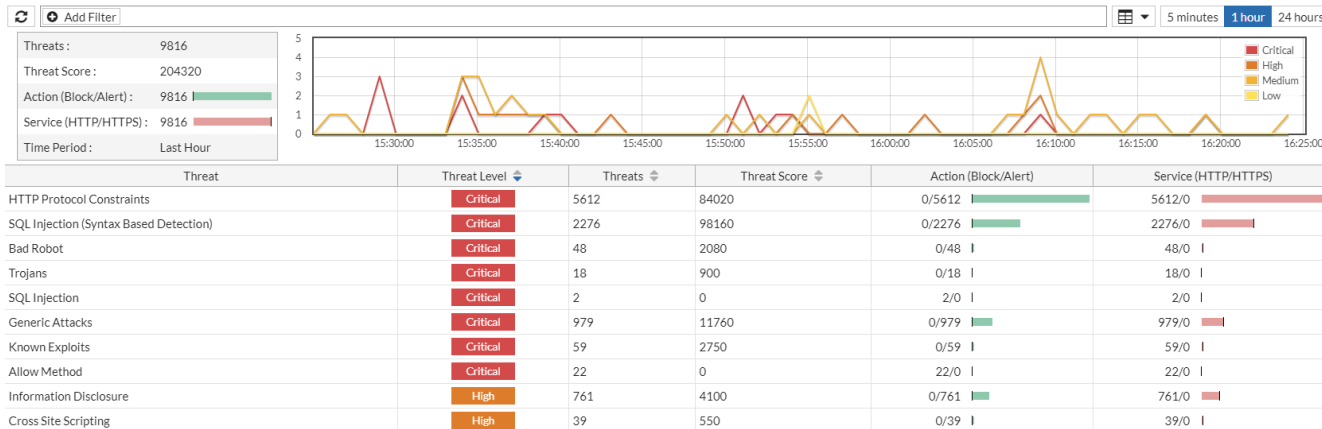 Add Filter 5 minutes 1 hour 24 hours
Threats : 9816
Threat Score : 204320
Action (Block/Alert) : 9816
Service (HTTP/HTTPS) : 9816
Time Period : Last Hour
5
4
3
2
1
0
Critical
High
Medium
Low
15:30:00 15:35:00 15:40:00 15:45:00 15:50:00 15:55:00 16:00:00 16:05:00 16:10:00 16:15:00 16:20:00 16:25:00
Threat Threat Level Threats Threat Score Action (Block/Alert) Service (HTTP/HTTPS)
HTTP Protocol Constraints Critical 5612 84020 0/5612 5612/0
SQL Injection (Syntax Based Detection) Critical 2276 98160 0/2276 2276/0
Bad Robot Critical 48 2080 0/48 48/0
Trojans Critical 18 900 0/18 18/0
SQL Injection Critical 2 0 2/0 2/0
Generic Attacks Critical 979 11760 0/979 979/0
Known Exploits Critical 59 2750 0/59 59/0
Allow Method Critical 22 0 22/0 22/0
Information Disclosure High 761 4100 0/761 761/0
Cross Site Scripting High 39 550 0/39 39/0